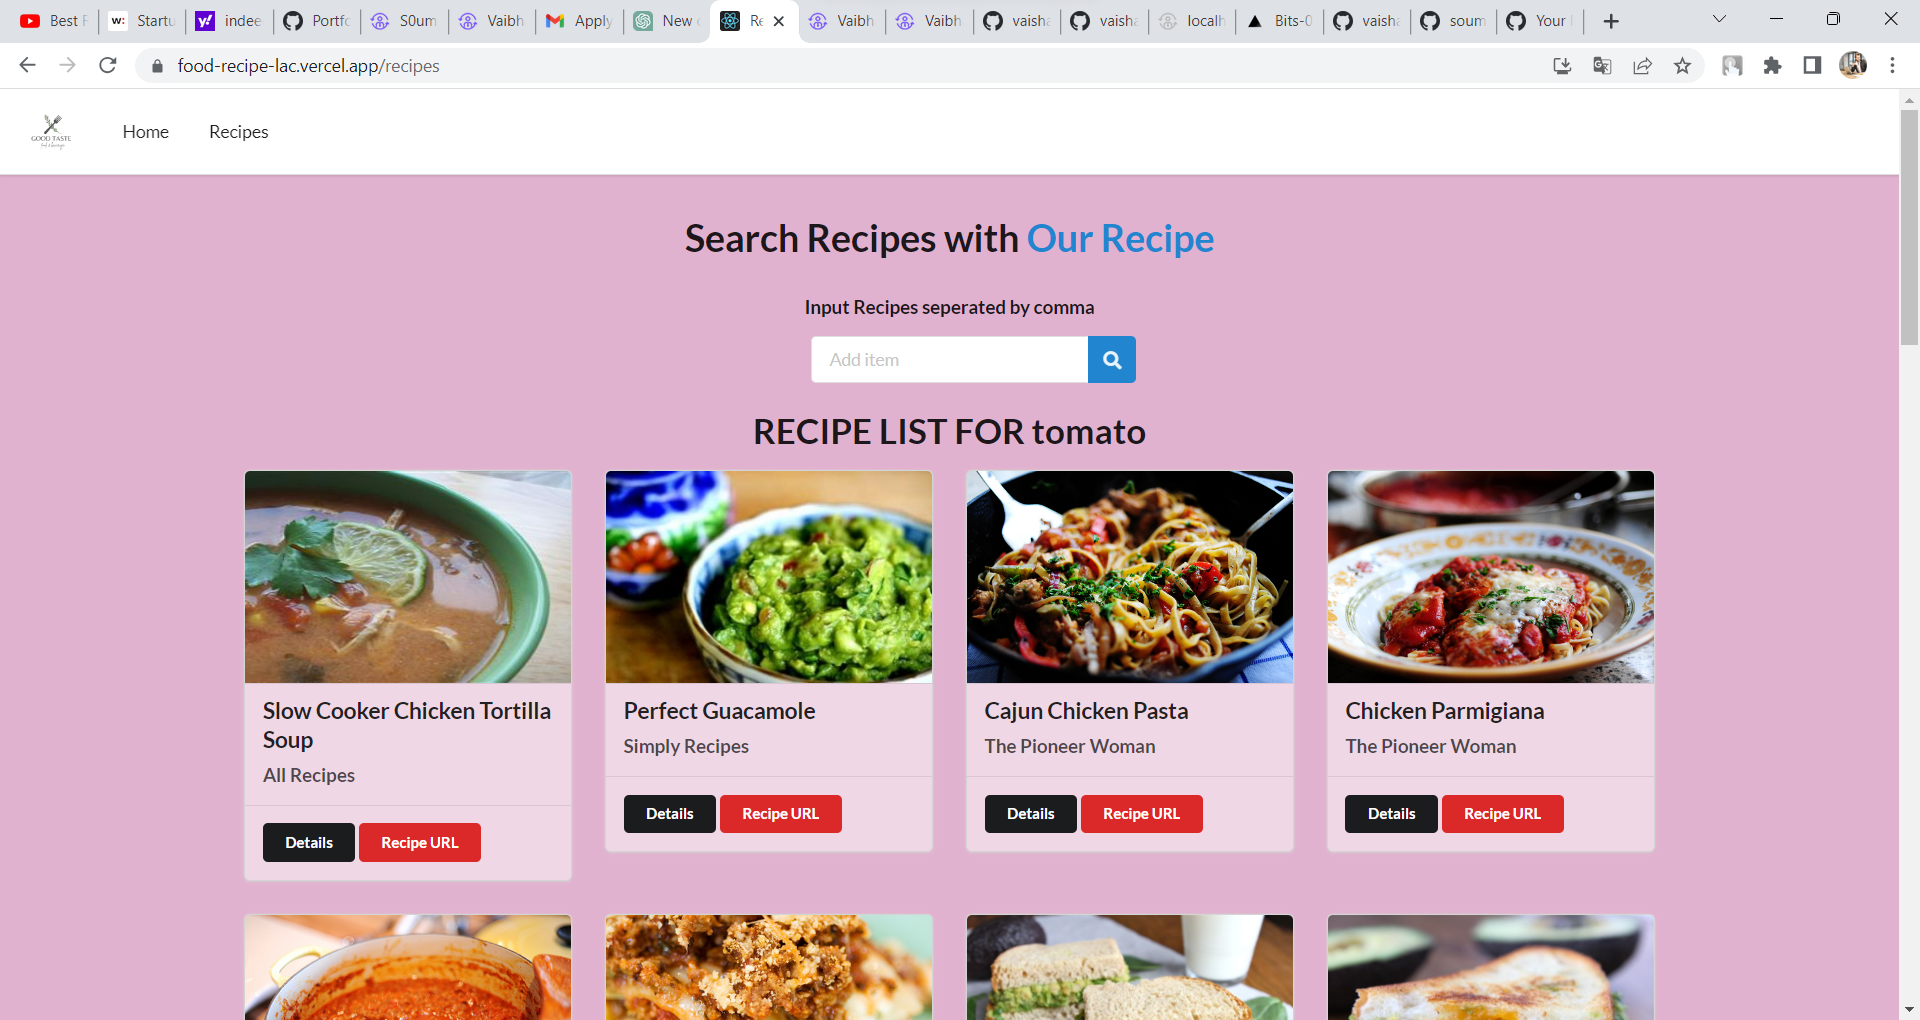 Best
Startu
indee
Portfo
S0um
Vaibh
Apply
New
Re
Vaibh
Vaibh
vaisha
vaisha
localh
Bits-0
vaisha
soum
Your
food-recipe-lac.vercel.app/recipes
GOOD TASTE
Home
Recipes
Search Recipes with Our Recipe
Input Recipes seperated by comma
Add item
RECIPE LIST FOR tomato
Slow Cooker Chicken Tortilla
Soup
All Recipes
Details
Recipe URL
Perfect Guacamole
Simply Recipes
Details
Recipe URL
Cajun Chicken Pasta
The Pioneer Woman
Details
Recipe URL
Chicken Parmigiana
The Pioneer Woman
Details
Recipe URL